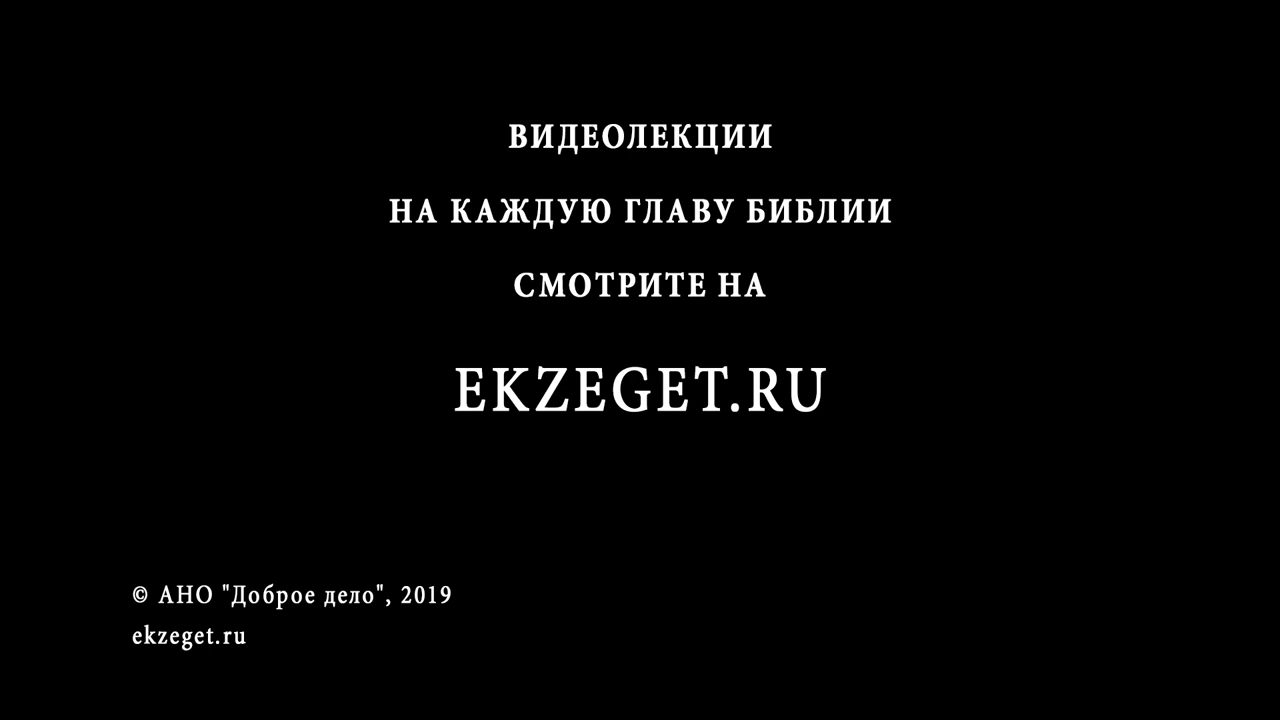 ВИДЕОЛЕКЦИИ
НА КАЖДУЮ ГЛАВУ БИБЛИИ
СМОТРИТЕ НА
EKZEGET.RU
© АНО "Доброе дело", 2019
ekzeget.ru